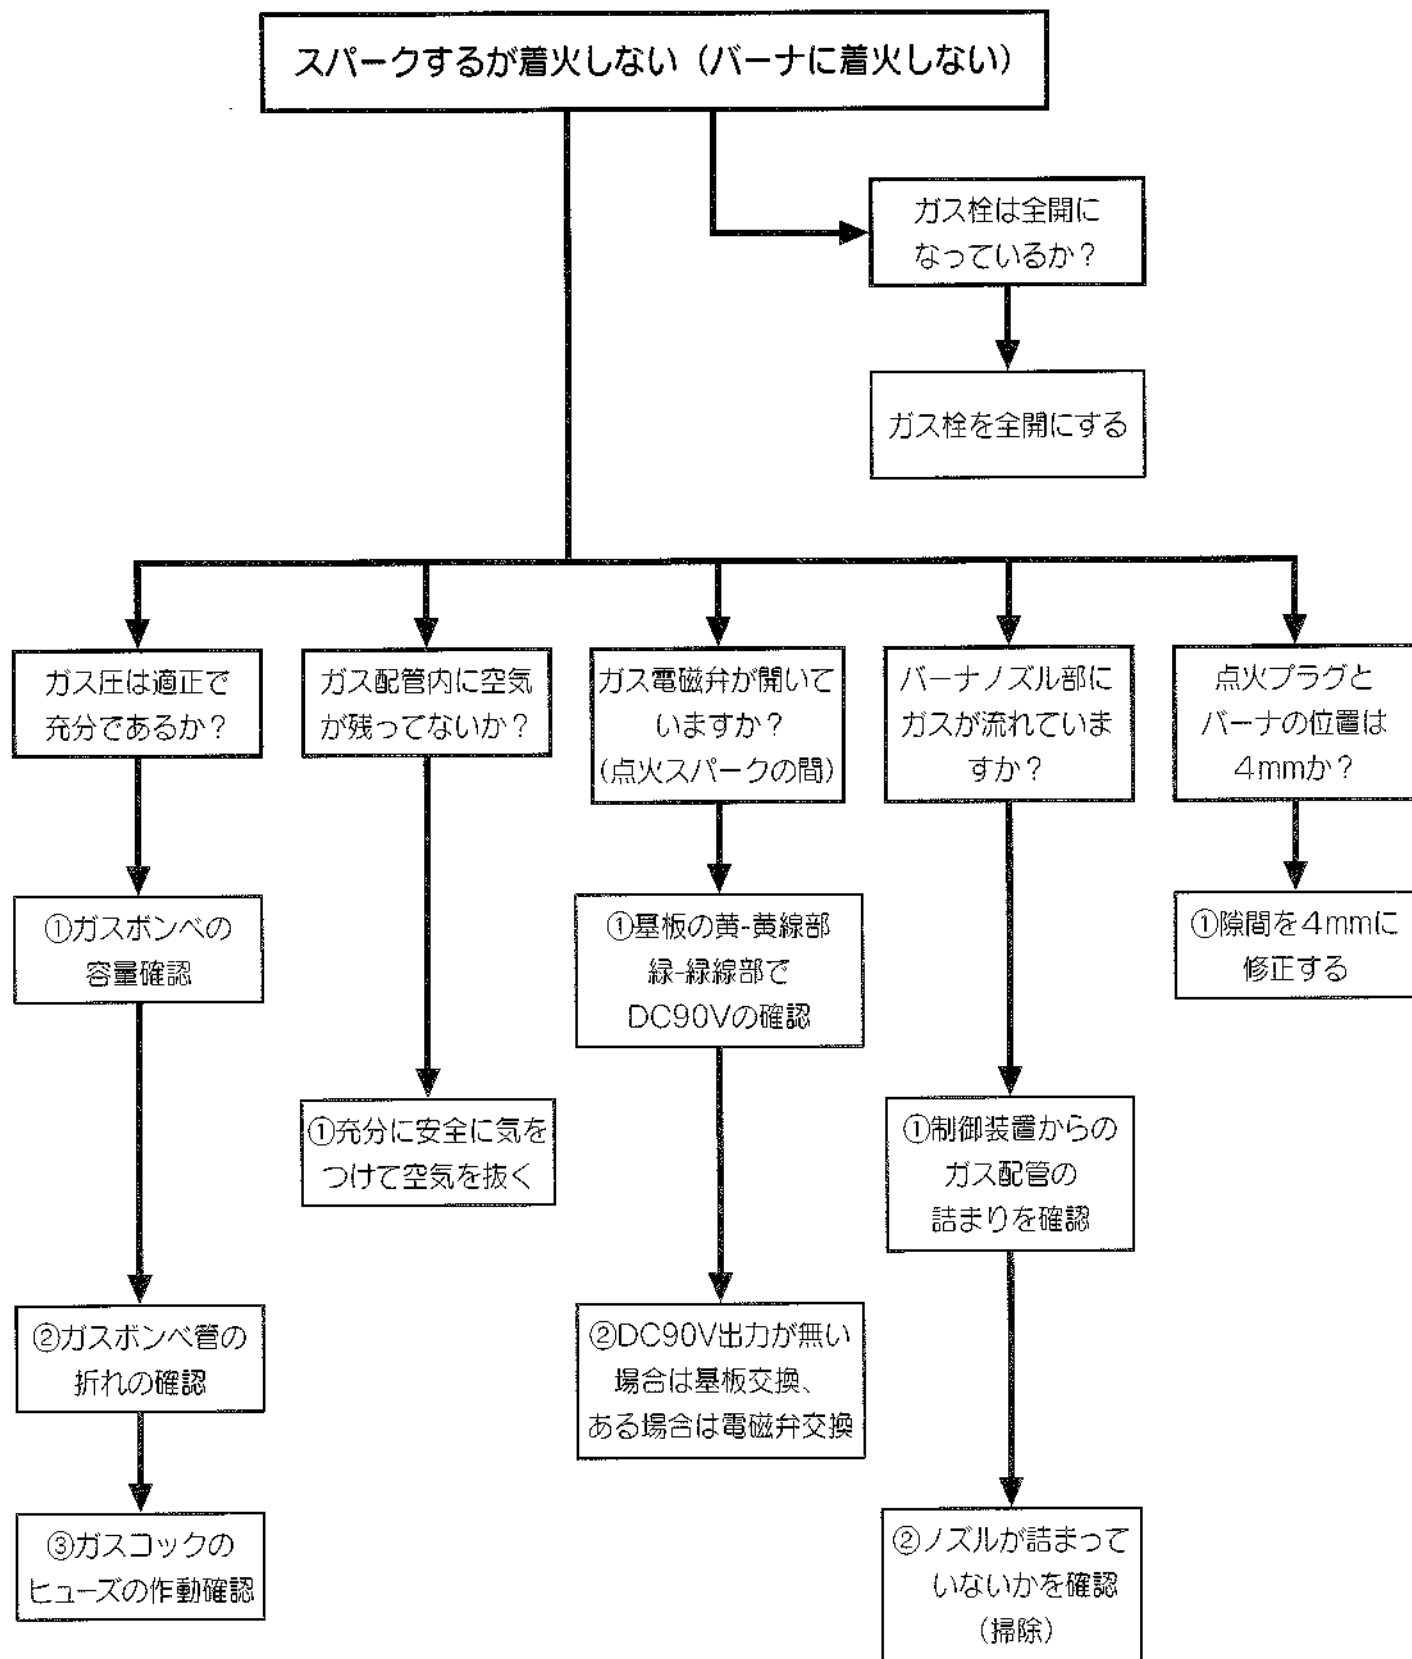 スパークするが着火しない（バーナに着火しない）
ガス栓は全開に
なっているか？
ガス栓を全開にする
ガス圧は適正で
充分であるか？
①ガスボンベの
容量確認
②ガスボンベ管の
折れの確認
③ガスコックの
ヒューズの作動確認
ガス配管内に空気
が残ってないか？
①充分に安全に気を
つけて空気を抜く
ガス電磁弁が開いて
いますか？
（点火スパークの間）
①基板の黄-黄線部
緑-緑線部で
DC90Vの確認
②DC90V出力が無い
場合は基板交換、
ある場合は電磁弁交換
バーナノズル部に
ガスが流れていま
すか？
①制御装置からの
ガス配管の
詰まりを確認
②ノズルが詰まって
いないかを確認
（掃除）
点火プラグと
バーナの位置は
4mmか？
①隙間を4mmに
修正する